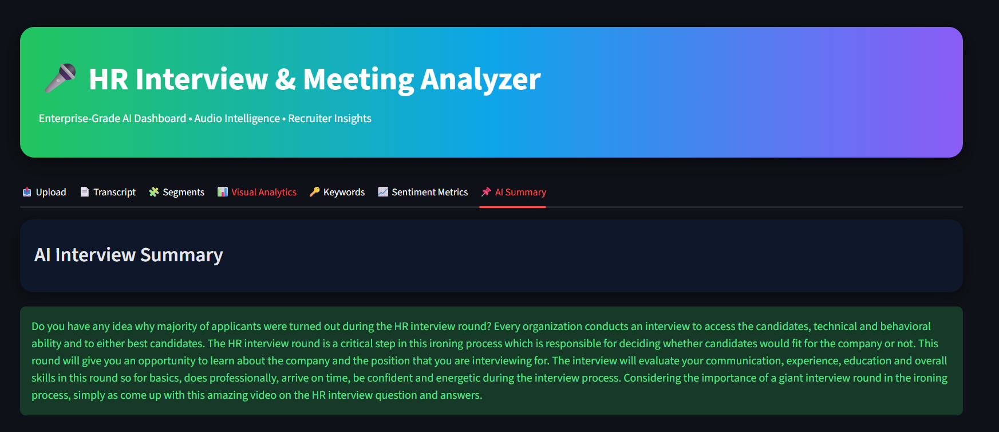 🎤 HR Interview & Meeting Analyzer
Enterprise-Grade AI Dashboard • Audio Intelligence • Recruiter Insights
Upload Transcript Segments Visual Analytics Keywords Sentiment Metrics AI Summary
AI Interview Summary
Do you have any idea why majority of applicants were turned out during the HR interview round? Every organization conducts an interview to access the candidates, technical and behavioral
ability and to either best candidates. The HR interview round is a critical step in this ironing process which is responsible for deciding whether candidates would fit for the company or not. This
round will give you an opportunity to learn about the company and the position that you are interviewing for. The interview will evaluate your communication, experience, education and overall
skills in this round so for basics, does professionally, arrive on time, be confident and energetic during the interview process. Considering the importance of a giant interview round in the ironing
process, simply as come up with this amazing video on the HR interview question and answers.